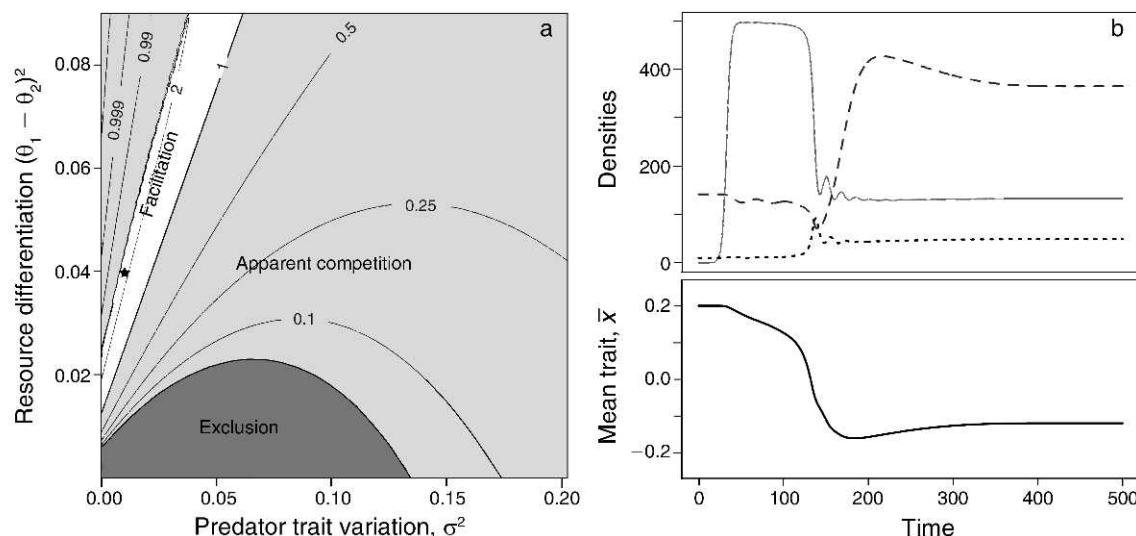 a
Resource differentiation (θ1 − θ2)²
0.08
0.06
0.04
0.02
0.999
0.99
2
1
0.5
0.25
0.1
Facilitation
Apparent competition
Exclusion
0.00
0.05
0.10
0.15
0.20
Predator trait variation, σ²
b
Densities
400
200
0
Mean trait, x̅
0.2
0.0
−0.2
0
100
200
300
400
500
Time